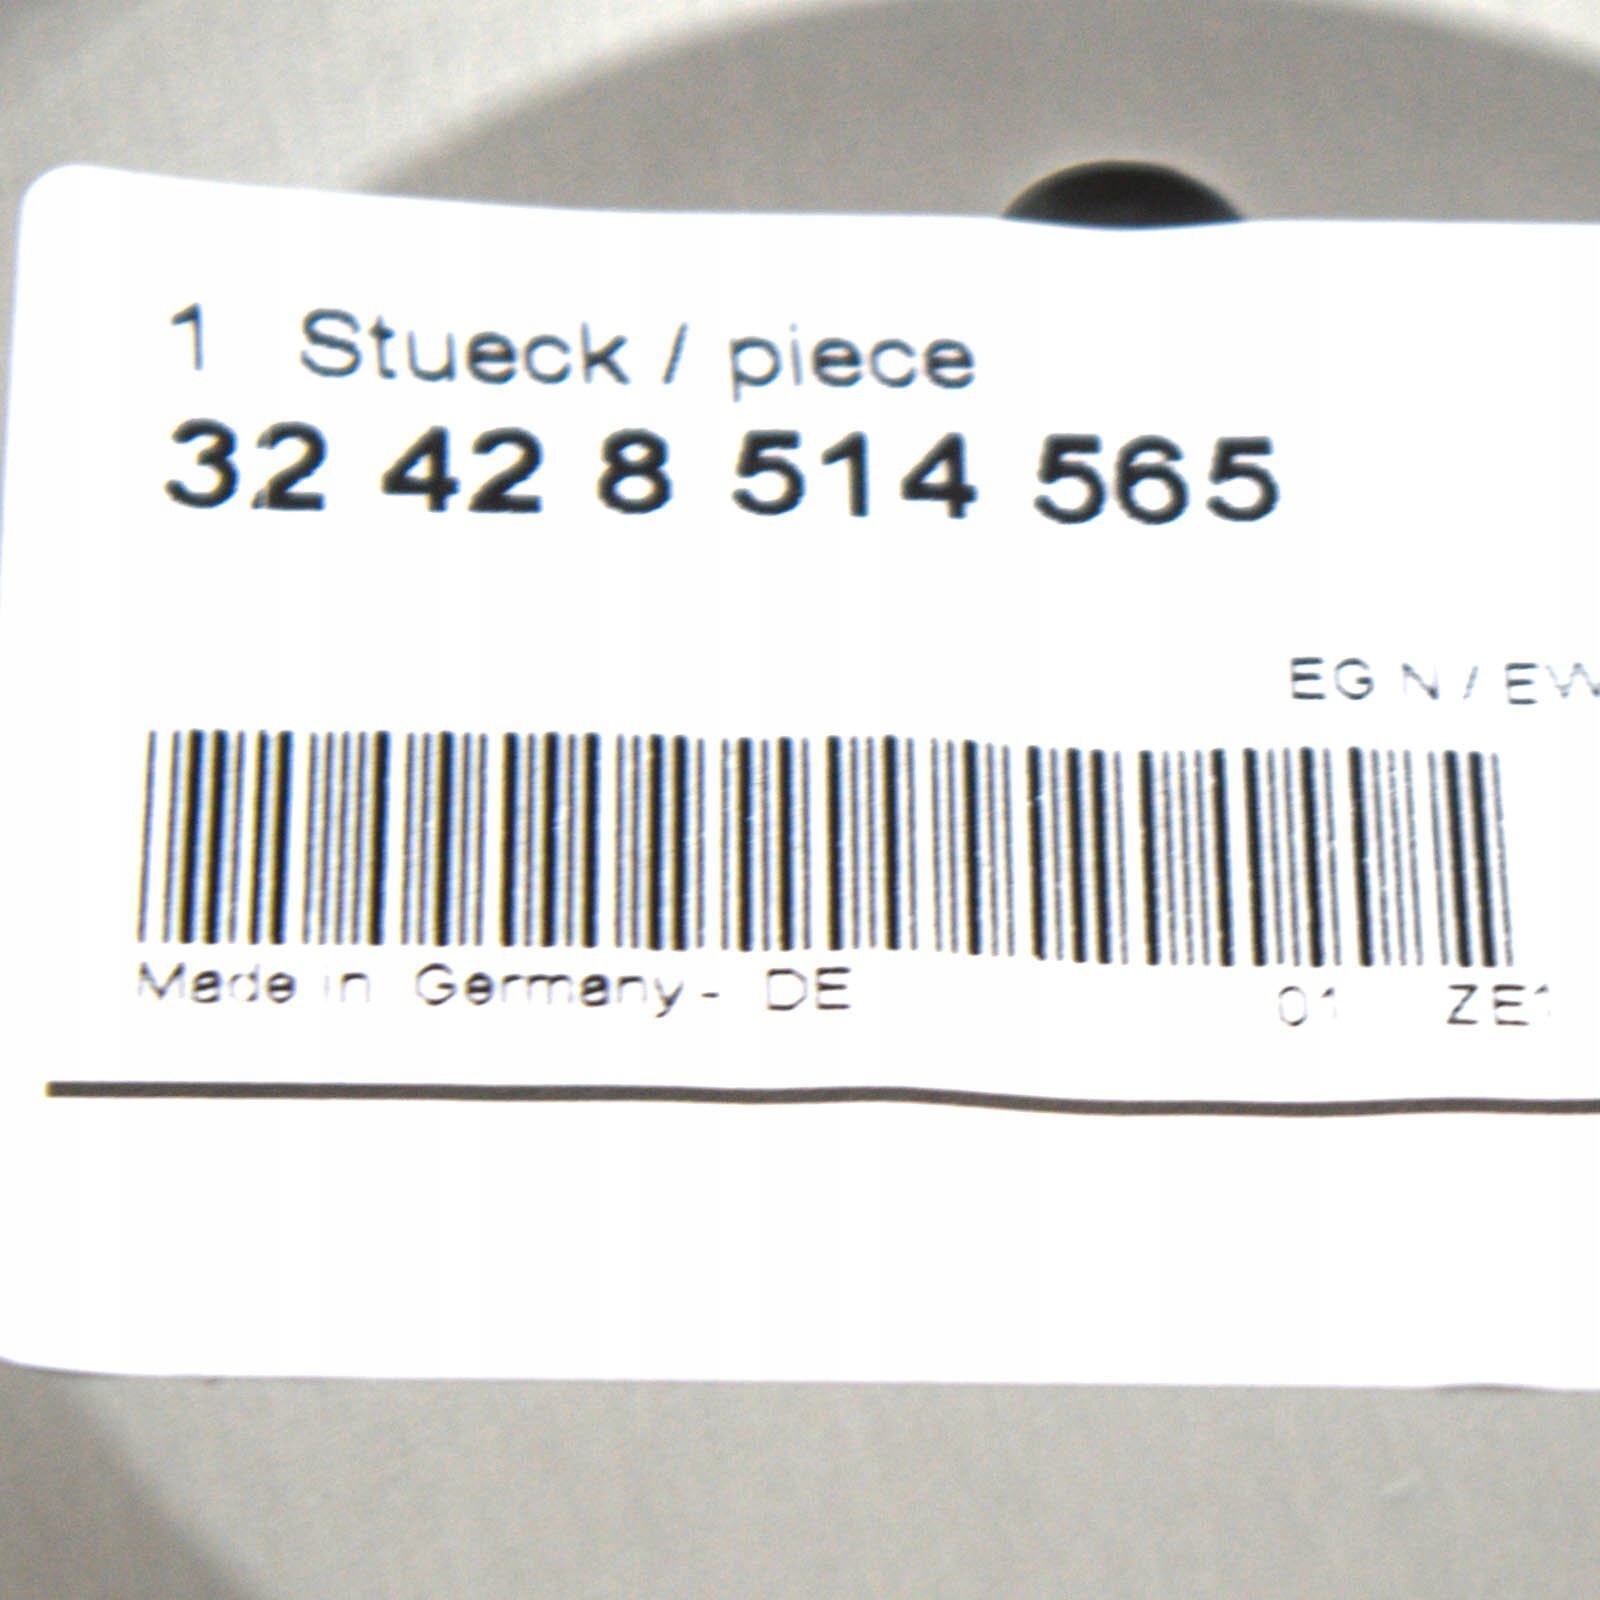 1 Stueck / piece
32 42 8 514 565
EG N / EW
Made in Germany - DE
01 ZE1